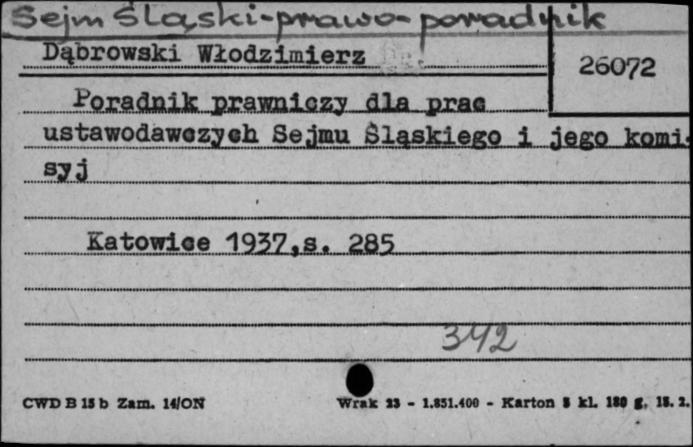 Sejm Śląski-prawo-poradnik
Dąbrowski Włodzimierz
26072
Poradnik prawniczy dla prac
ustawodawczych Sejmu Śląskiego i jego komi-
syj
Katowice 1937,s. 285
342
CWD B 15 b Zam. 14/ON
Wrak 23 - 1.851.400 - Karton 8 kl. 180 g. 18. 2.